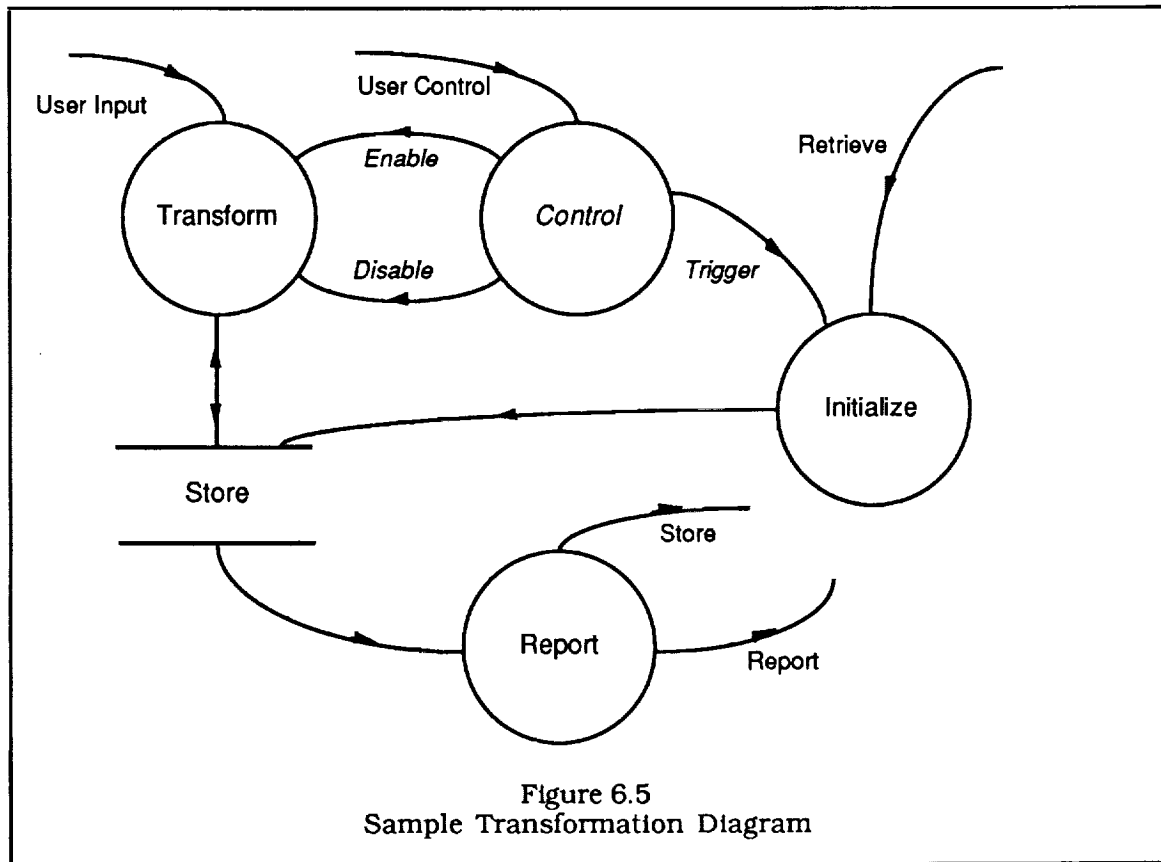 User Input
User Control
Retrieve
Enable
Transform
Control
Disable
Trigger
Initialize
Store
Store
Report
Report
Figure 6.5
Sample Transformation Diagram